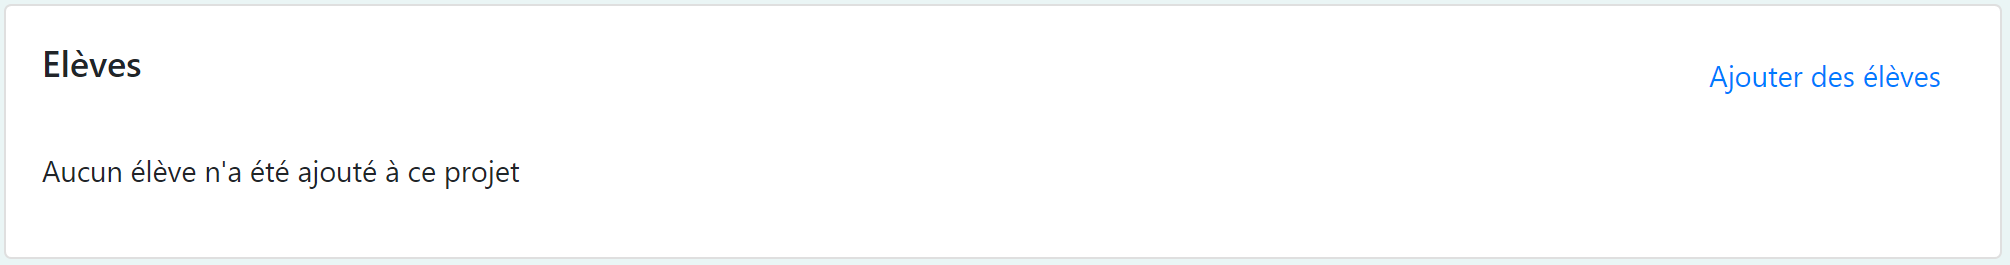 Elèves
Ajouter des élèves
Aucun élève n'a été ajouté à ce projet